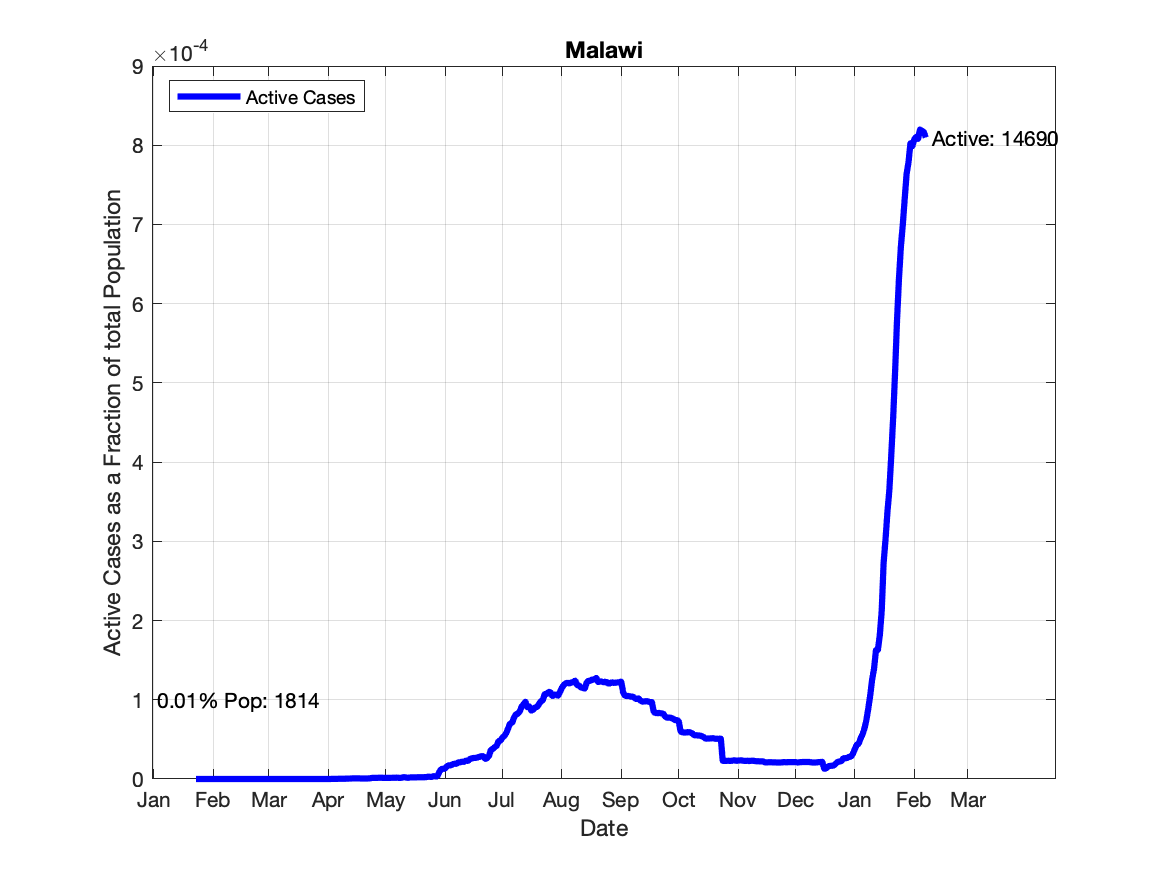 Malawi
×10-4
9
8
7
6
5
4
3
2
1
0
Active Cases as a Fraction of total Population
Active Cases
Active: 14690
0.01% Pop: 1814
Jan Feb Mar Apr May Jun Jul Aug Sep Oct Nov Dec Jan Feb Mar
Date